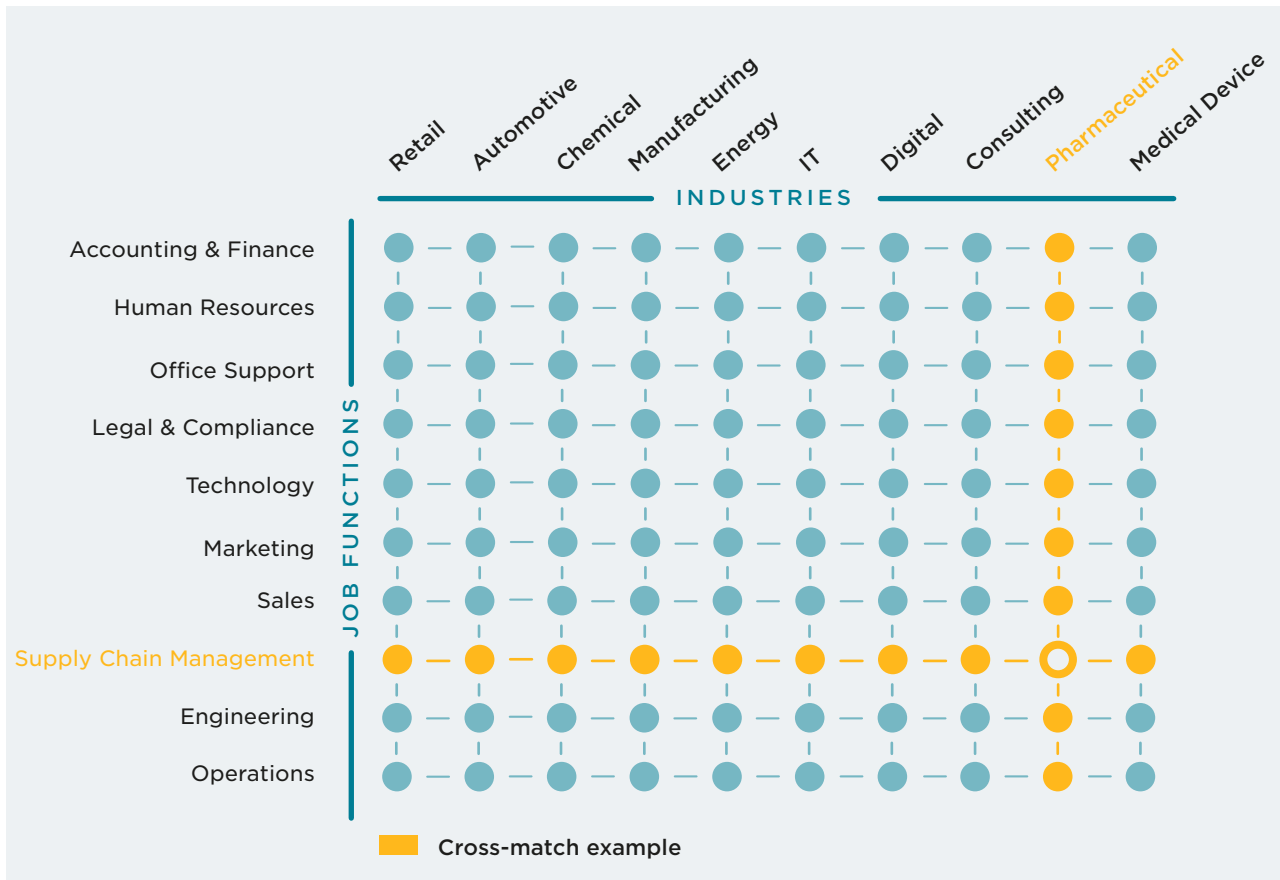 Retail
Automotive
Chemical
Manufacturing
Energy
IT
Digital
Consulting
Pharmaceutical
Medical Device
INDUSTRIES
JOB FUNCTIONS
Accounting & Finance
Human Resources
Office Support
Legal & Compliance
Technology
Marketing
Sales
Supply Chain Management
Engineering
Operations
Cross-match example